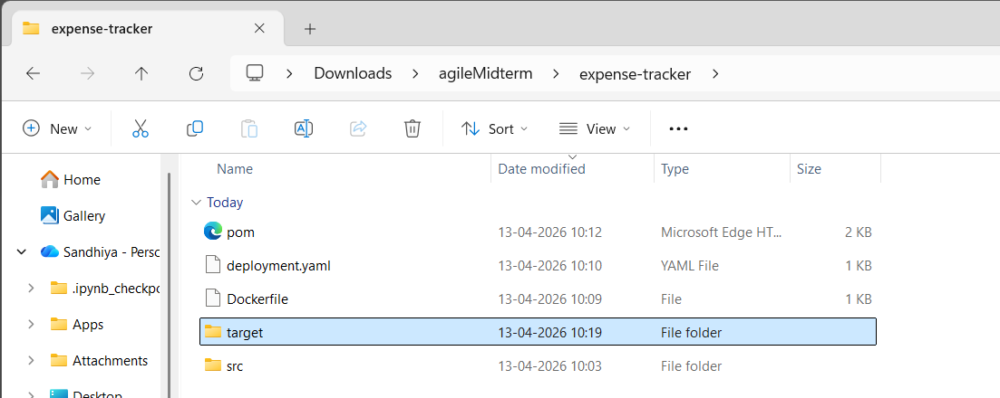 expense-tracker
Downloads > agileMidterm > expense-tracker >
New Sort View
Name Date modified Type Size
Home
Gallery
Sandhiya - Persc
.ipynb_checkpc
Apps
Attachments
Desktop
Today
pom 13-04-2026 10:12 Microsoft Edge HT... 2 KB
deployment.yaml 13-04-2026 10:10 YAML File 1 KB
Dockerfile 13-04-2026 10:09 File 1 KB
target 13-04-2026 10:19 File folder
src 13-04-2026 10:03 File folder